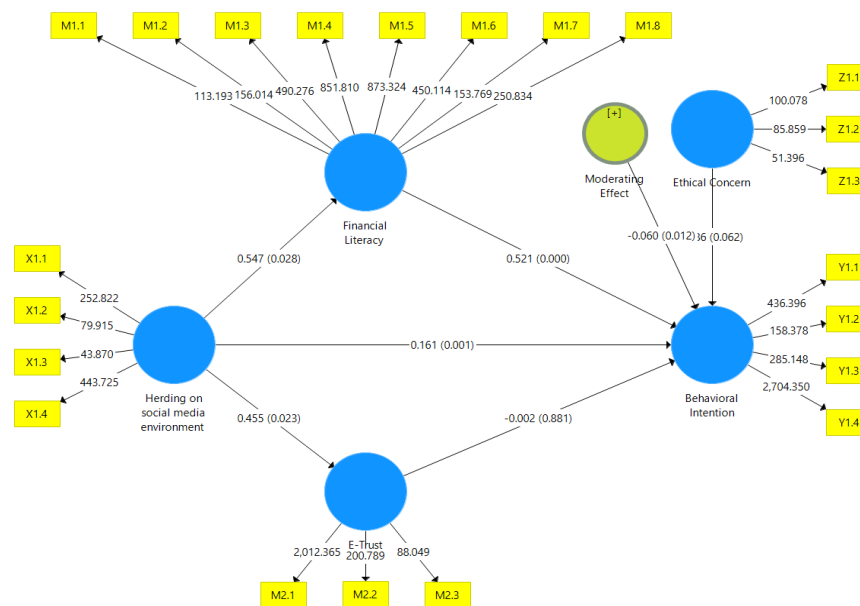 M1.1 M1.2 M1.3 M1.4 M1.5 M1.6 M1.7 M1.8
113.193 156.014 490.276 851.810 873.324 450.114 153.769 250.834
Z1.1
100.078
[+]
85.859
Z1.2
51.396
Z1.3
Moderating
Effect
Ethical Concern
Financial
Literacy
-0.060 (0.012)
36 (0.062)
0.547 (0.028)
0.521 (0.000)
X1.1
252.822
X1.2
79.915
X1.3
43.870
X1.4
443.725
Herding on
social media
environment
0.161 (0.001)
Y1.1
436.396
Y1.2
158.378
285.148
Y1.3
2,704.350
Y1.4
Behavioral
Intention
0.455 (0.023)
-0.002 (0.881)
E-Trust
2,012.365 200.789 88.049
M2.1 M2.2 M2.3